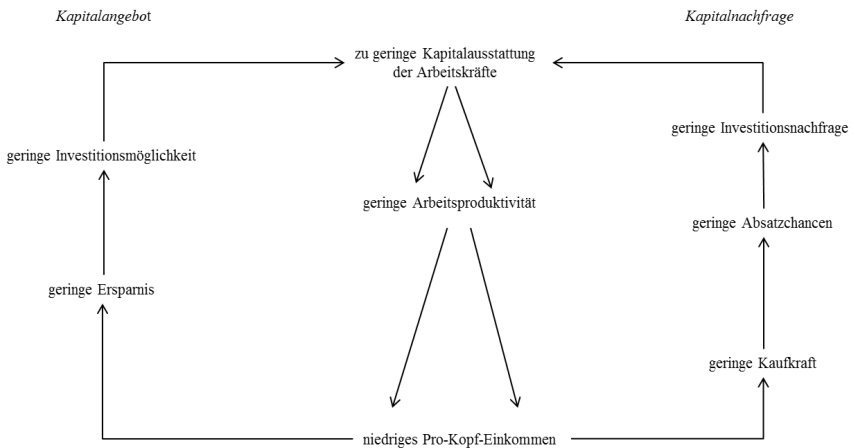 Kapitalangebot
Kapitalnachfrage
zu geringe Kapitalausstattung
der Arbeitskräfte
geringe Investitionsnachfrage
geringe Investitionsmöglichkeit
geringe Arbeitsproduktivität
geringe Absatzchancen
geringe Ersparnis
geringe Kaufkraft
niedriges Pro-Kopf-Einkommen